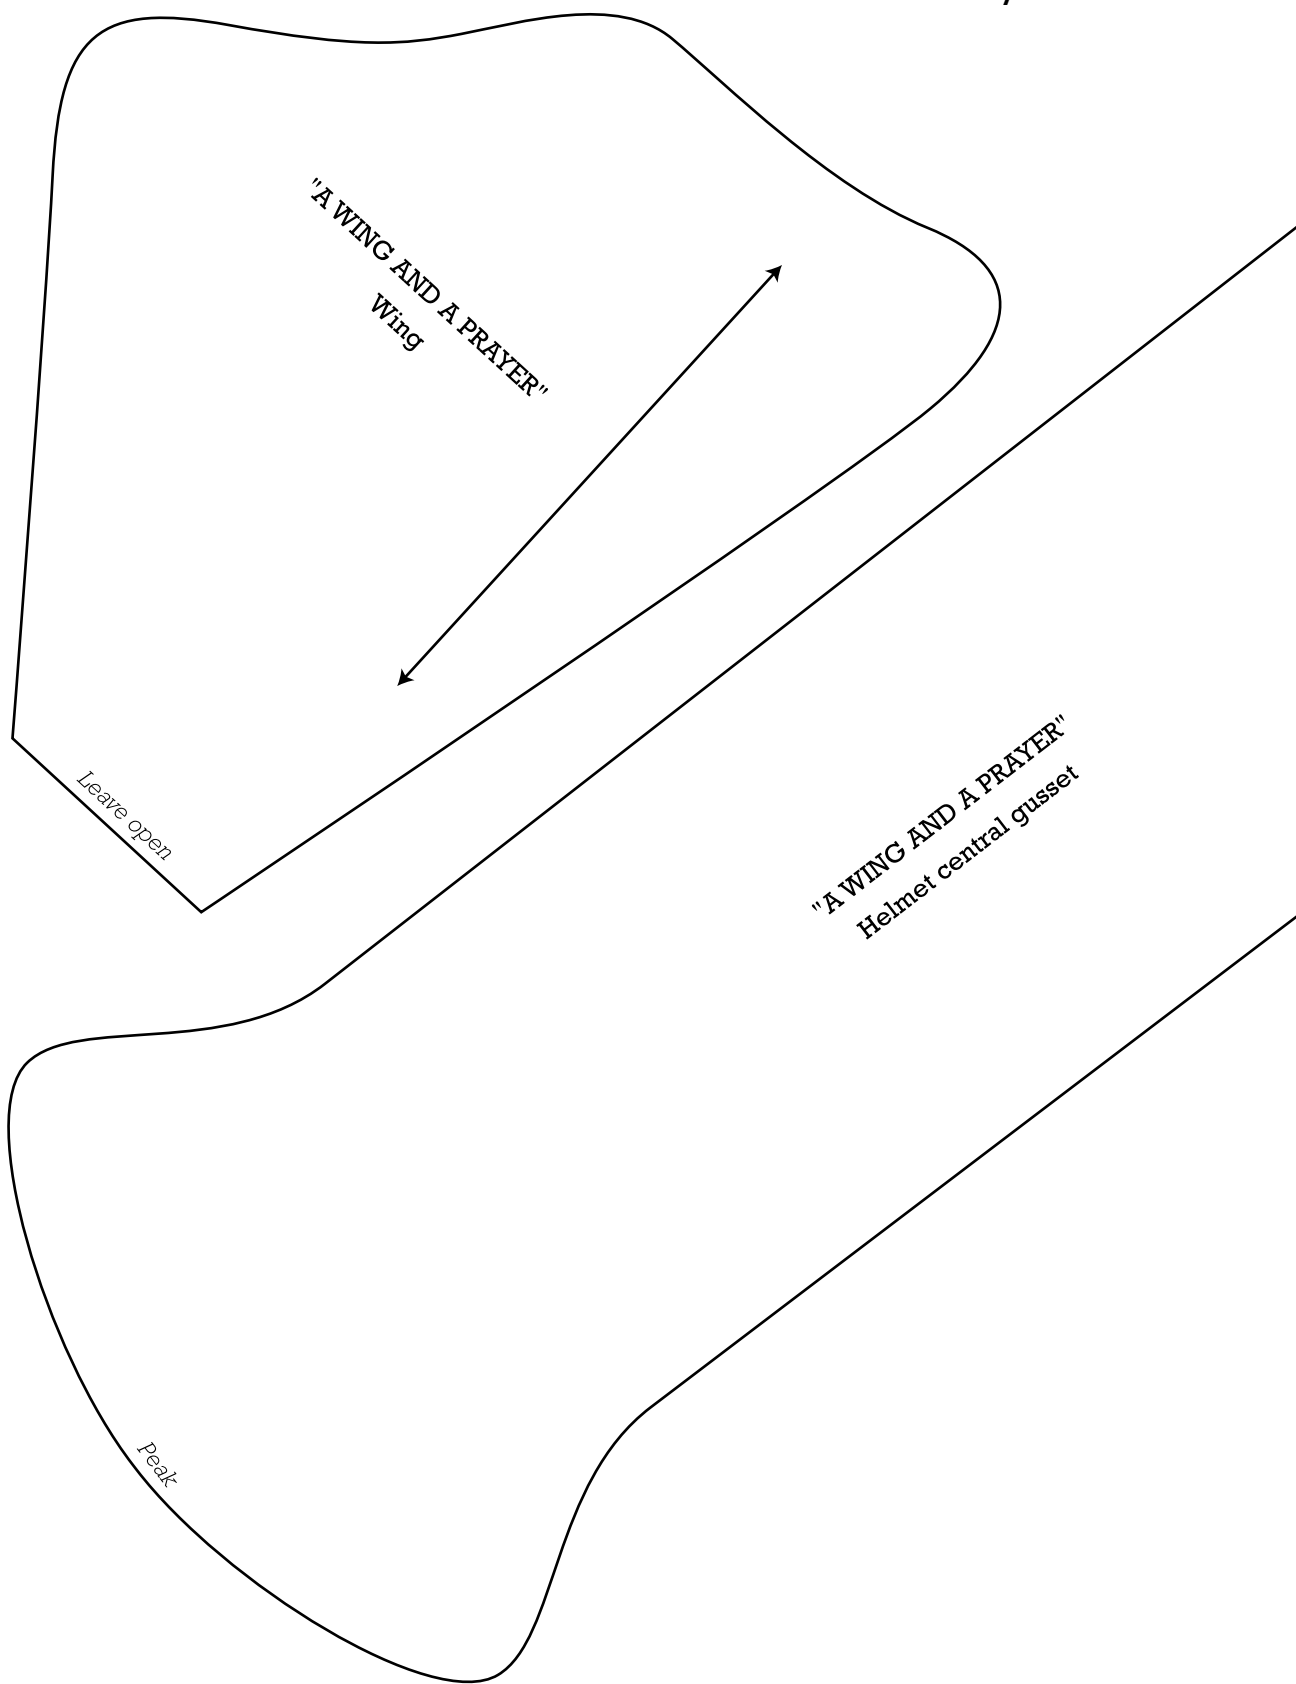 "A WING AND A PRAYER"
Wing
Leave open
"A WING AND A PRAYER"
Helmet central gusset
Peak